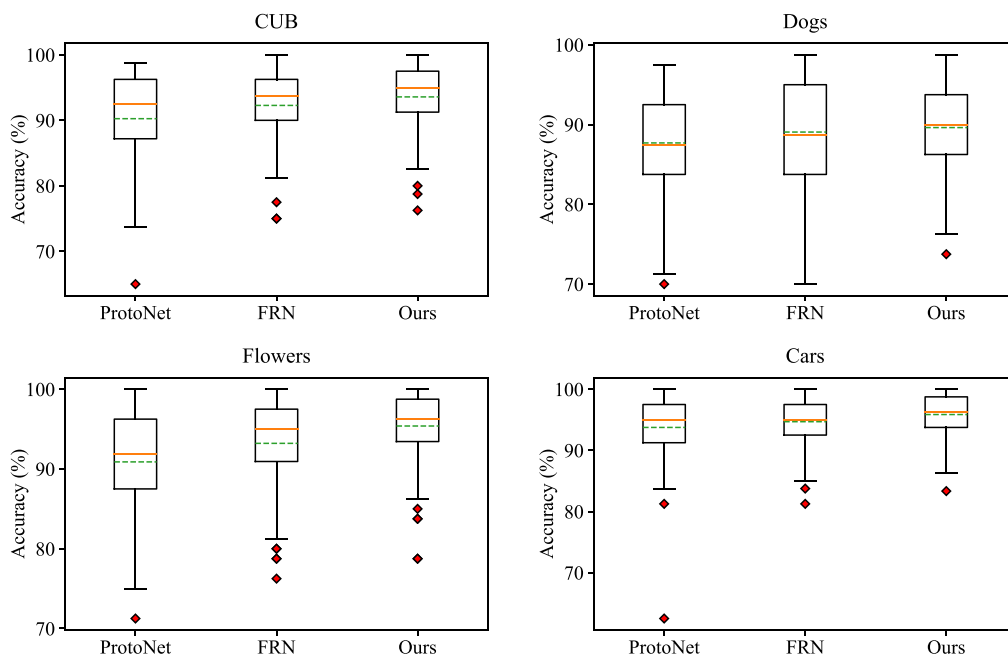 CUB
Accuracy (%)
100
90
80
70
ProtoNet FRN Ours
Dogs
Accuracy (%)
100
90
80
70
ProtoNet FRN Ours
Flowers
Accuracy (%)
100
90
80
70
ProtoNet FRN Ours
Cars
Accuracy (%)
100
90
80
70
ProtoNet FRN Ours